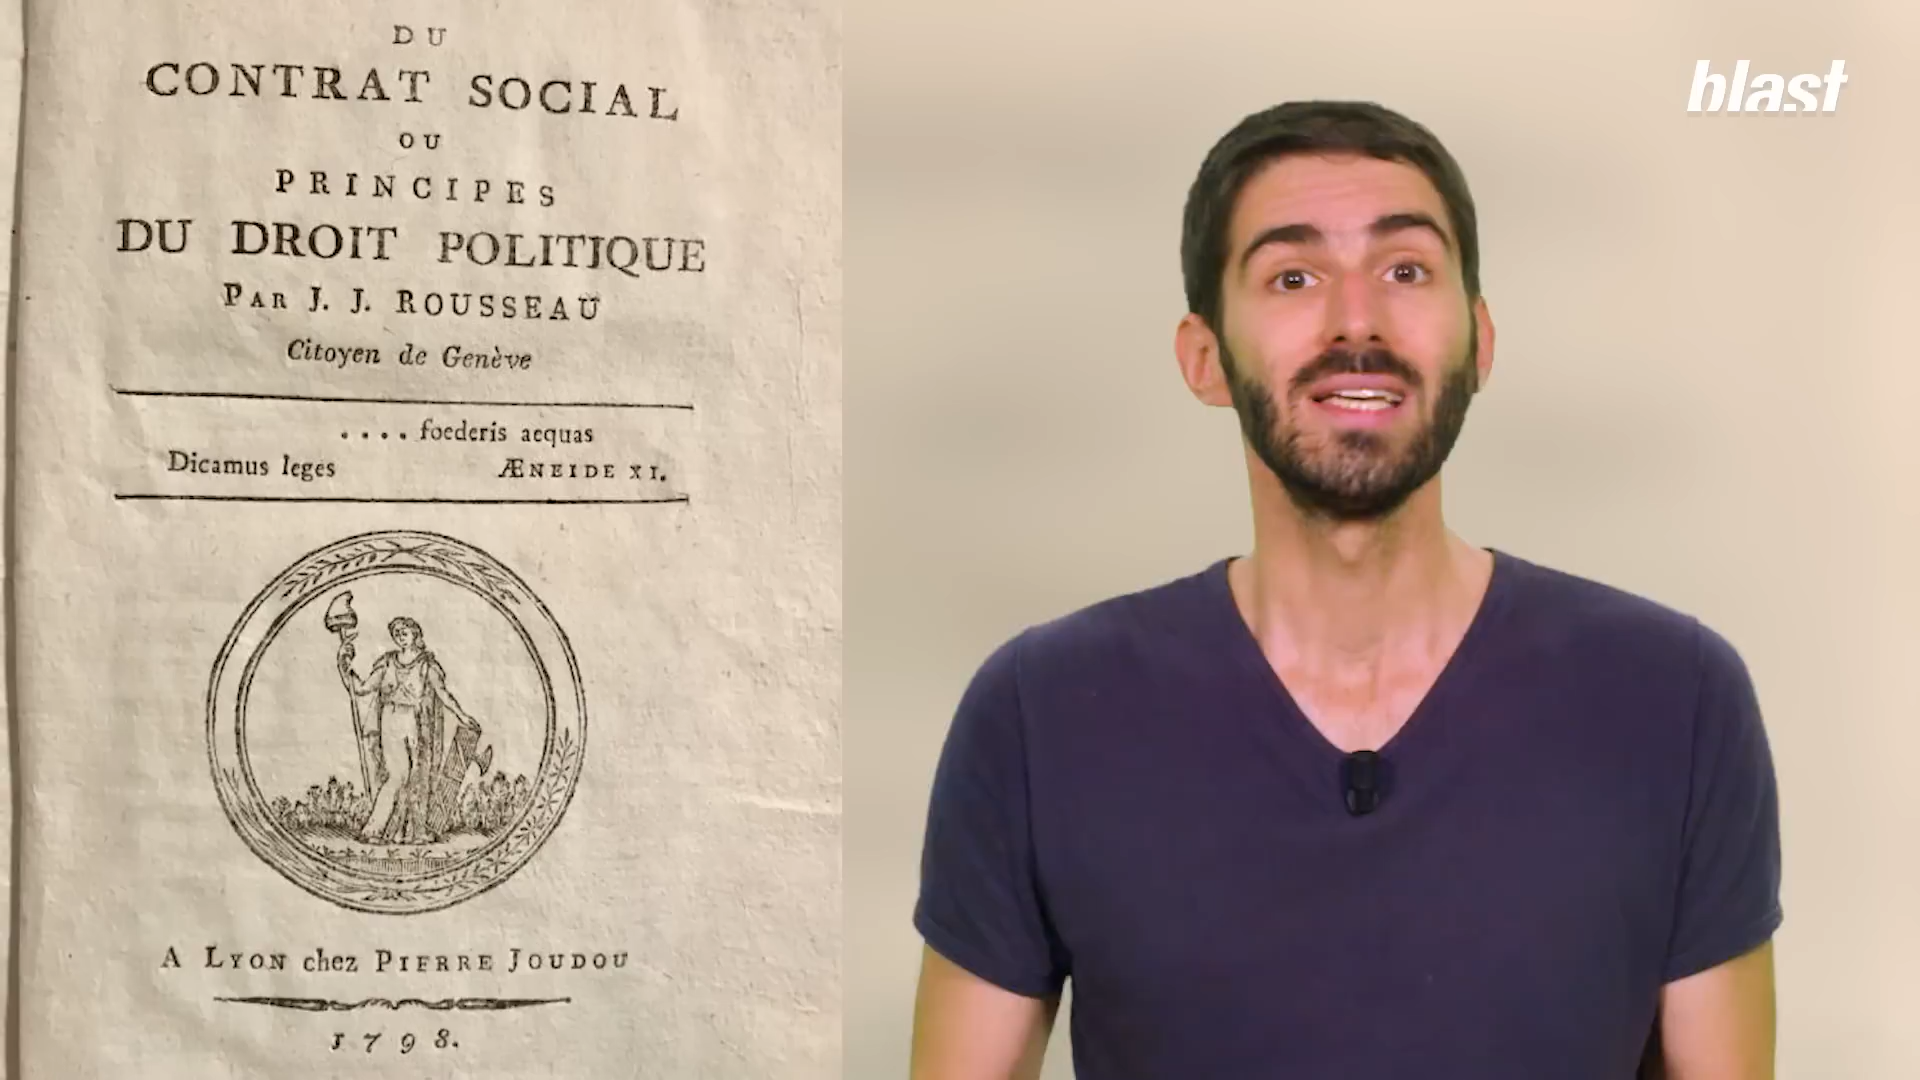 DU
CONTRAT SOCIAL
OU
PRINCIPES
DU DROIT POLITIQUE
PAR J. J. ROUSSEAU
Citoyen de Genève
.... foederis aequas
Dicamus leges ÆNEIDE XI.
A LYON chez PIERRE JOUDOU
1798.
blast